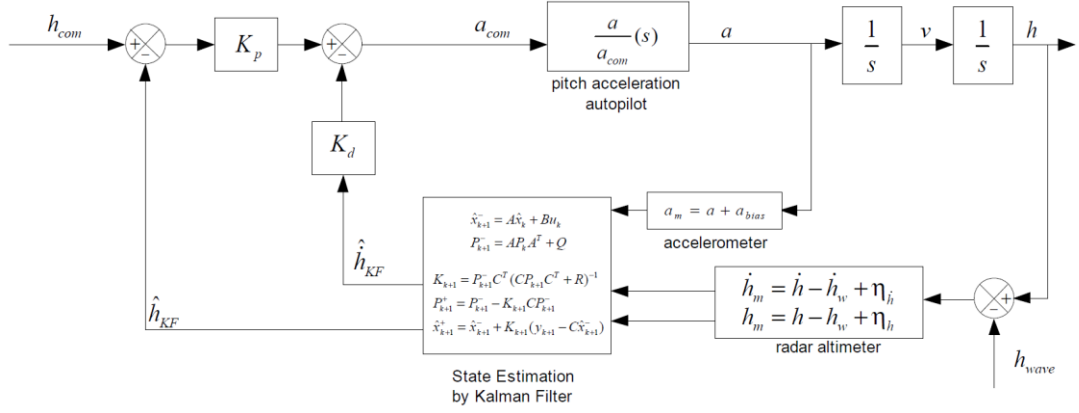 h_com
+
−
K_p
+
−
a_com
a/a_com (s)
pitch acceleration
autopilot
a
1/s
v
1/s
h
K_d
a_m = a + a_bias
accelerometer
x̂⁻_{k+1} = Ax̂_k + Bu_k
P⁻_{k+1} = AP_kA^T + Q
K_{k+1} = P⁻_{k+1}C^T(CP_{k+1}C^T + R)^{-1}
P⁺_{k+1} = P⁻_{k+1} − K_{k+1}CP⁻_{k+1}
x̂⁺_{k+1} = x̂⁻_{k+1} + K_{k+1}(y_{k+1} − Cx̂⁻_{k+1})
State Estimation
by Kalman Filter
ḣ̂_KF
ĥ_KF
ḣ_m = ḣ − ḣ_w + η_ḣ
h_m = h − h_w + η_h
radar altimeter
−
+
h_wave